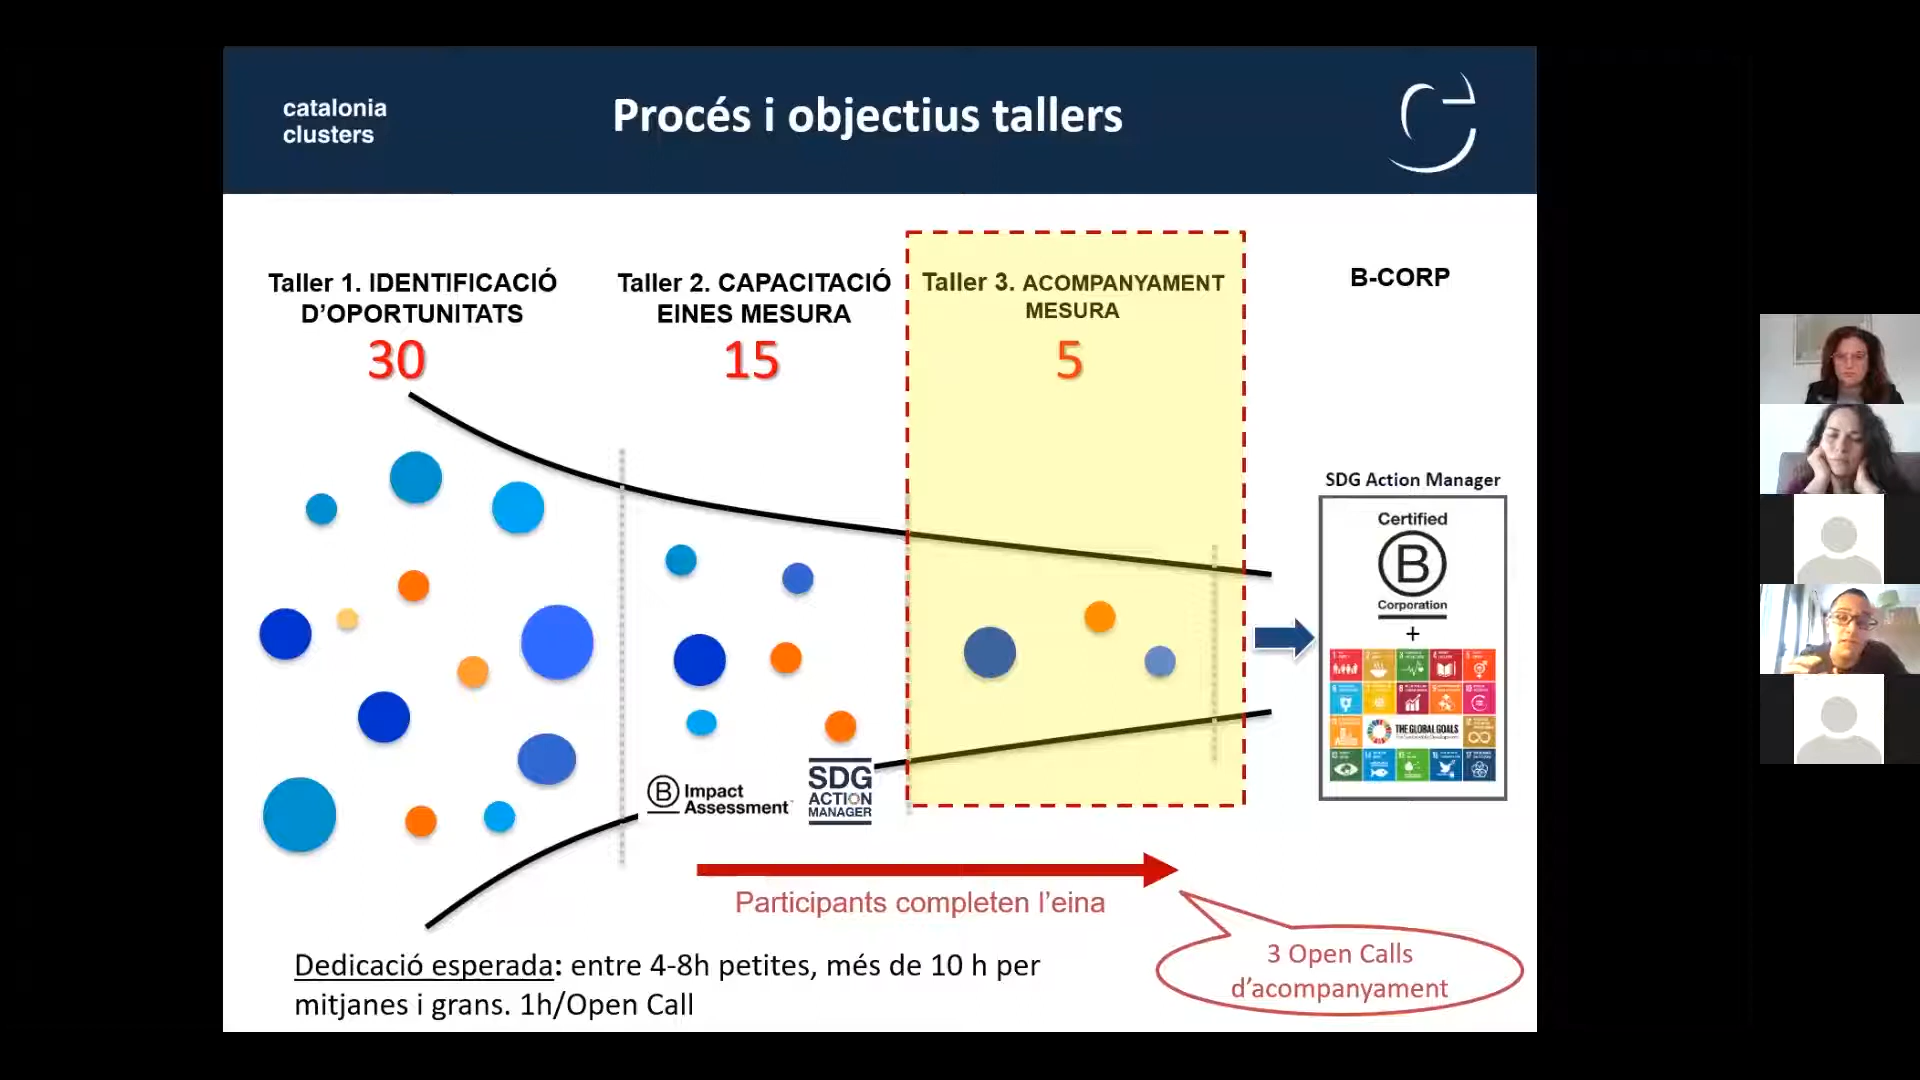 catalonia
clusters
Procés i objectius tallers
Taller 1. IDENTIFICACIÓ
D'OPORTUNITATS
30
Taller 2. CAPACITACIÓ
EINES MESURA
15
Taller 3. ACOMPANYAMENT
MESURA
5
B-CORP
SDG Action Manager
Certified
B
Corporation
+
THE GLOBAL GOALS
B Impact
Assessment
SDG
ACTION
MANAGER
Participants completen l'eina
3 Open Calls
d'acompanyament
Dedicació esperada: entre 4-8h petites, més de 10 h per
mitjanes i grans. 1h/Open Call